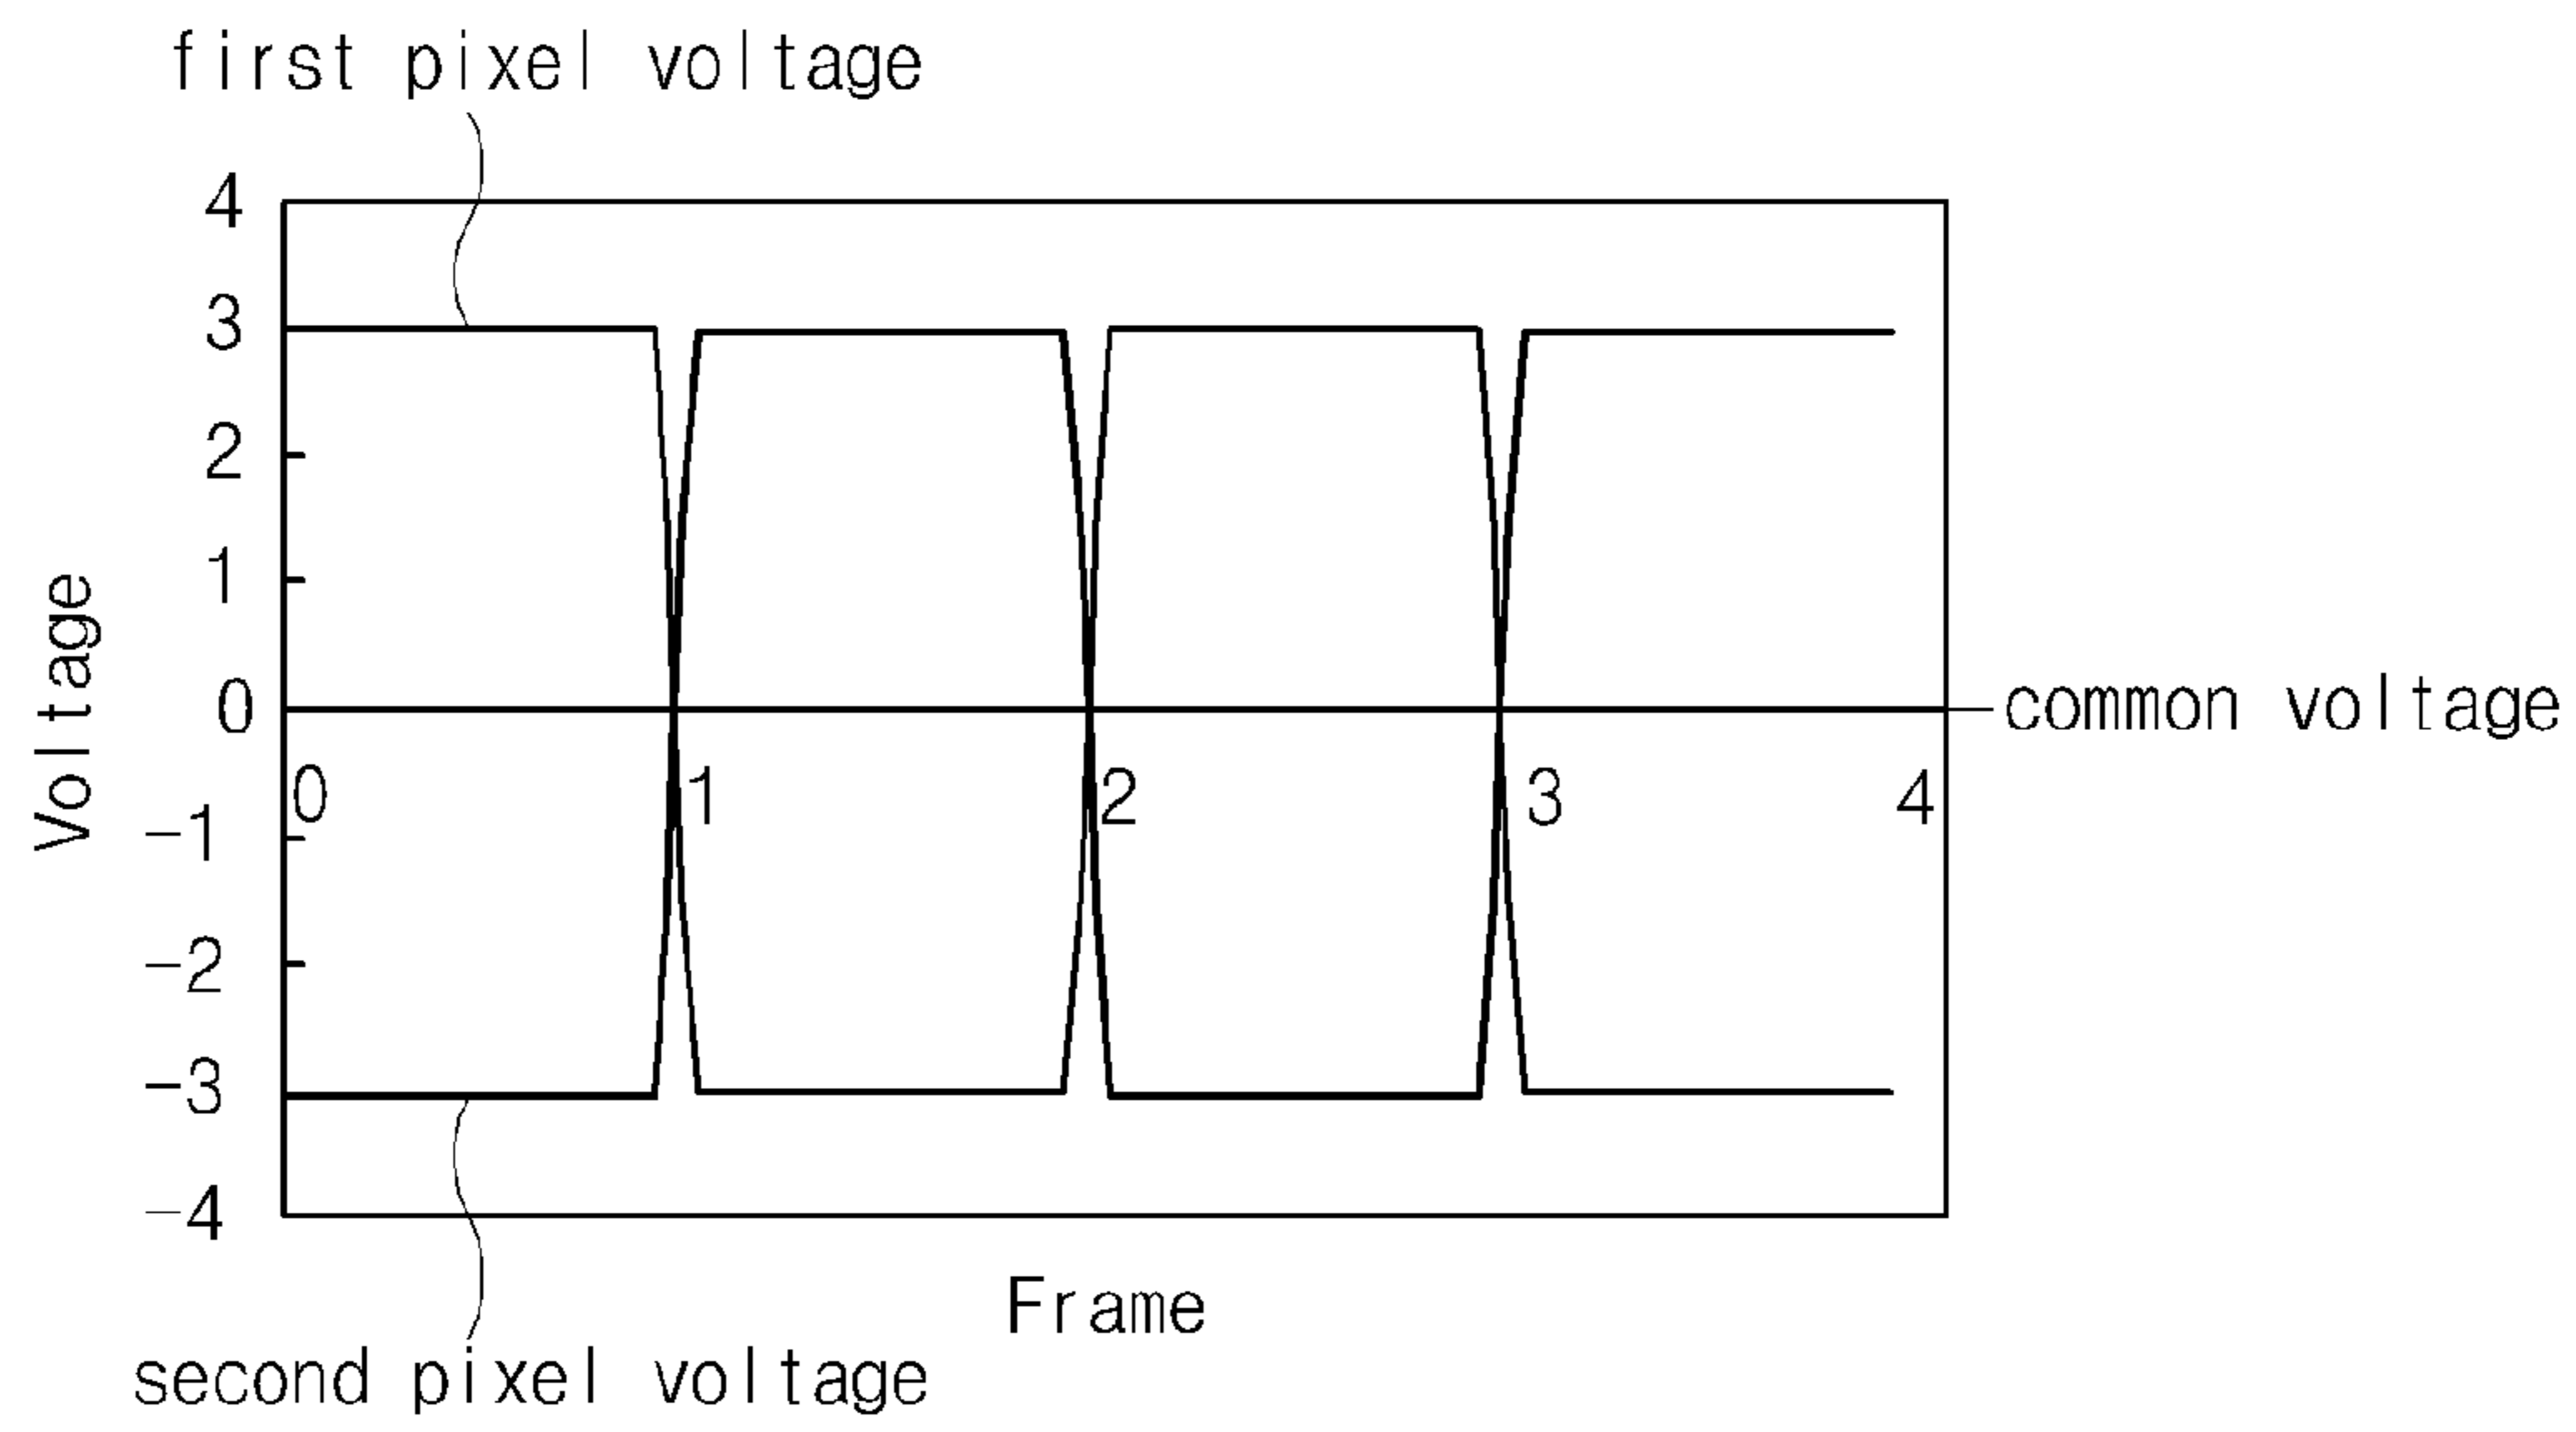 first pixel voltage
4
3
2
1
0
-1
-2
-3
-4
Voltage
0 1 2 3 4
common voltage
Frame
second pixel voltage